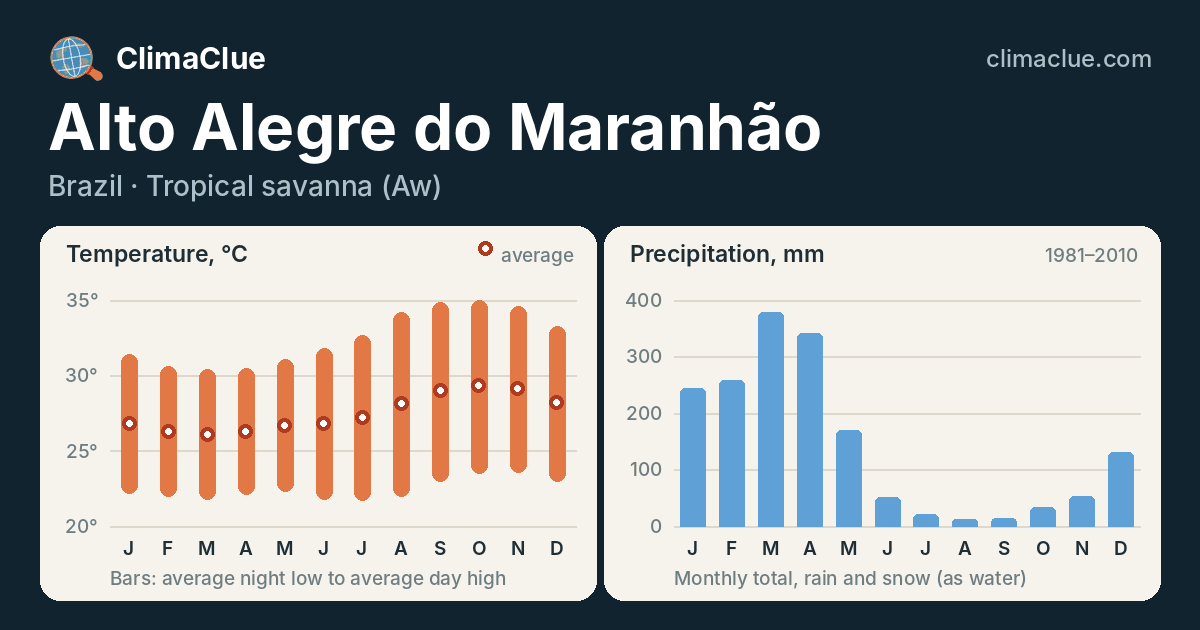 ClimaClue
climaclue.com
Alto Alegre do Maranhão
Brazil · Tropical savanna (Aw)
Temperature, °C
average
35°
30°
25°
20°
J F M A M J J A S O N D
Bars: average night low to average day high
Precipitation, mm
1981–2010
400
300
200
100
0
J F M A M J J A S O N D
Monthly total, rain and snow (as water)